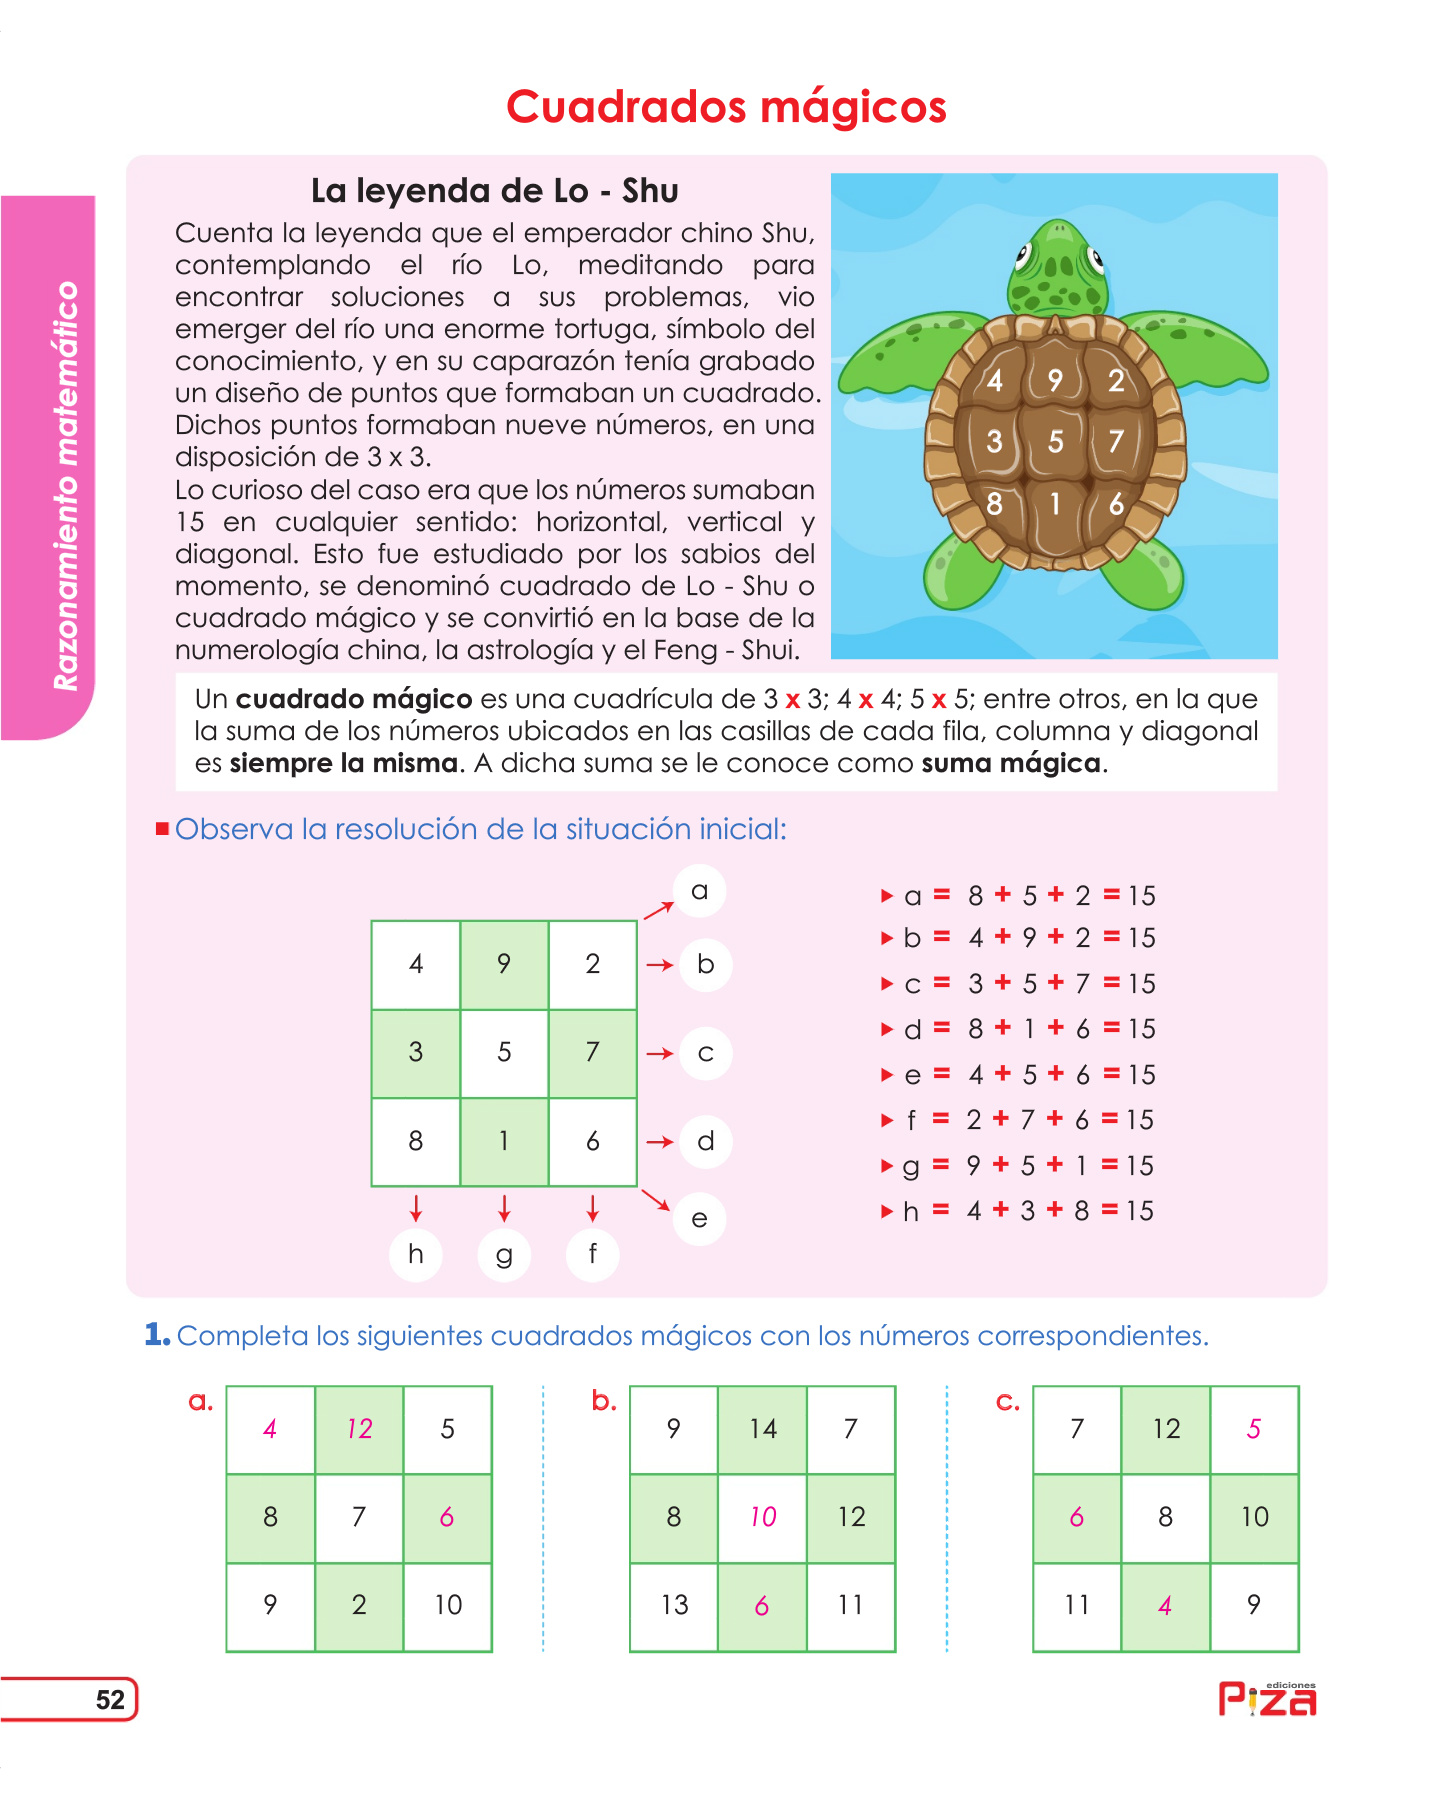 Cuadrados mágicos
Razonamiento matemático
La leyenda de Lo - Shu
Cuenta la leyenda que el emperador chino Shu,
contemplando el río Lo, meditando para
encontrar soluciones a sus problemas, vio
emerger del río una enorme tortuga, símbolo del
conocimiento, y en su caparazón tenía grabado
un diseño de puntos que formaban un cuadrado.
Dichos puntos formaban nueve números, en una
disposición de 3 x 3.
Lo curioso del caso era que los números sumaban
15 en cualquier sentido: horizontal, vertical y
diagonal. Esto fue estudiado por los sabios del
momento, se denominó cuadrado de Lo - Shu o
cuadrado mágico y se convirtió en la base de la
numerología china, la astrología y el Feng - Shui.
4 9 2
3 5 7
8 1 6
Un cuadrado mágico es una cuadrícula de 3 x 3; 4 x 4; 5 x 5; entre otros, en la que
la suma de los números ubicados en las casillas de cada fila, columna y diagonal
es siempre la misma. A dicha suma se le conoce como suma mágica.
Observa la resolución de la situación inicial:
a
4 9 2 b
3 5 7 c
8 1 6 d
e
h g f
a = 8 + 5 + 2 = 15
b = 4 + 9 + 2 = 15
c = 3 + 5 + 7 = 15
d = 8 + 1 + 6 = 15
e = 4 + 5 + 6 = 15
f = 2 + 7 + 6 = 15
g = 9 + 5 + 1 = 15
h = 4 + 3 + 8 = 15
1. Completa los siguientes cuadrados mágicos con los números correspondientes.
a.
4 12 5
8 7 6
9 2 10
b.
9 14 7
8 10 12
13 6 11
c.
7 12 5
6 8 10
11 4 9
52
ediciones
Piza